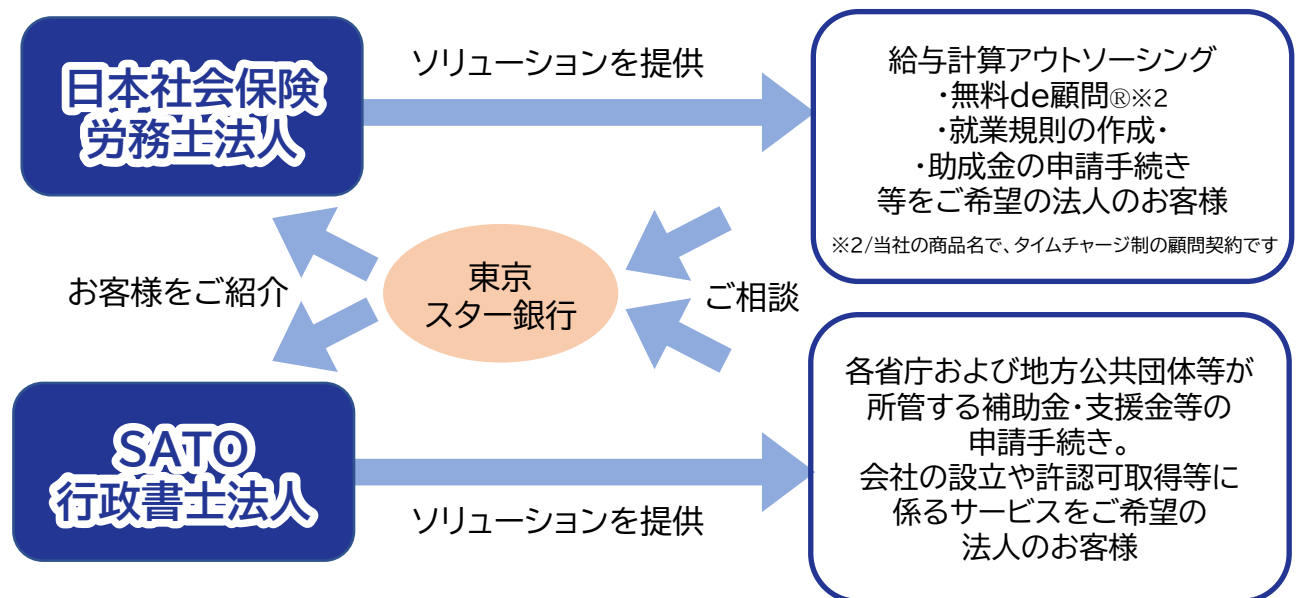 日本社会保険
労務士法人
ソリューションを提供
給与計算アウトソーシング
・無料de顧問®※2
・就業規則の作成・
・助成金の申請手続き
等をご希望の法人のお客様
※2/当社の商品名で、タイムチャージ制の顧問契約です
お客様をご紹介
東京
スター銀行
ご相談
SATO
行政書士法人
ソリューションを提供
各省庁および地方公共団体等が
所管する補助金・支援金等の
申請手続き。
会社の設立や許認可取得等に
係るサービスをご希望の
法人のお客様